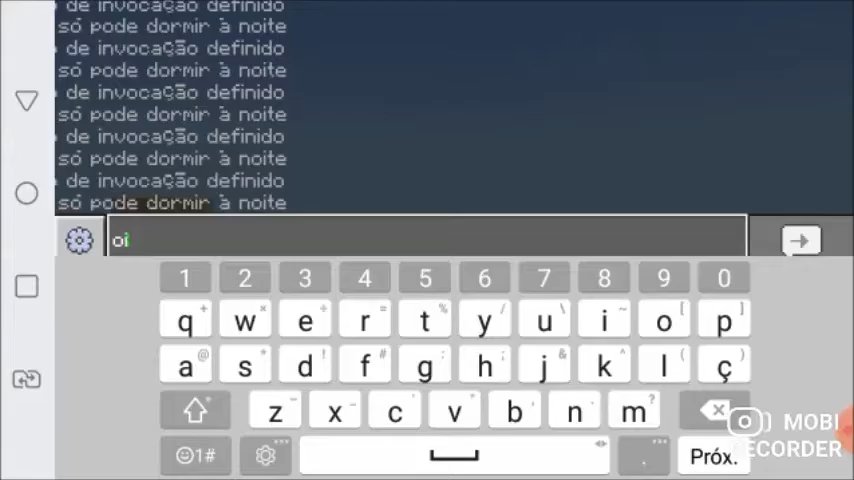 de invocação definido
só pode dormir à noite
de invocação definido
só pode dormir à noite
de invocação definido
só pode dormir à noite
de invocação definido
só pode dormir à noite
de invocação definido
só pode dormir à noite
oi
1 2 3 4 5 6 7 8 9 0
q w e r t y u i o p
a s d f g h j k l ç
z x c v b n m
1# . Próx.
MOBI
RECORDER